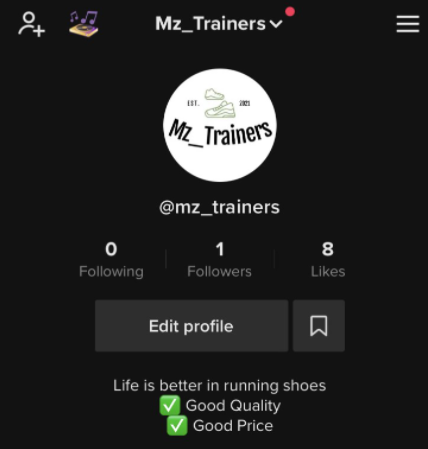 Mz_Trainers
EST. 2021
Mz_Trainers
@mz_trainers
0 1 8
Following Followers Likes
Edit profile
Life is better in running shoes
✅ Good Quality
✅ Good Price